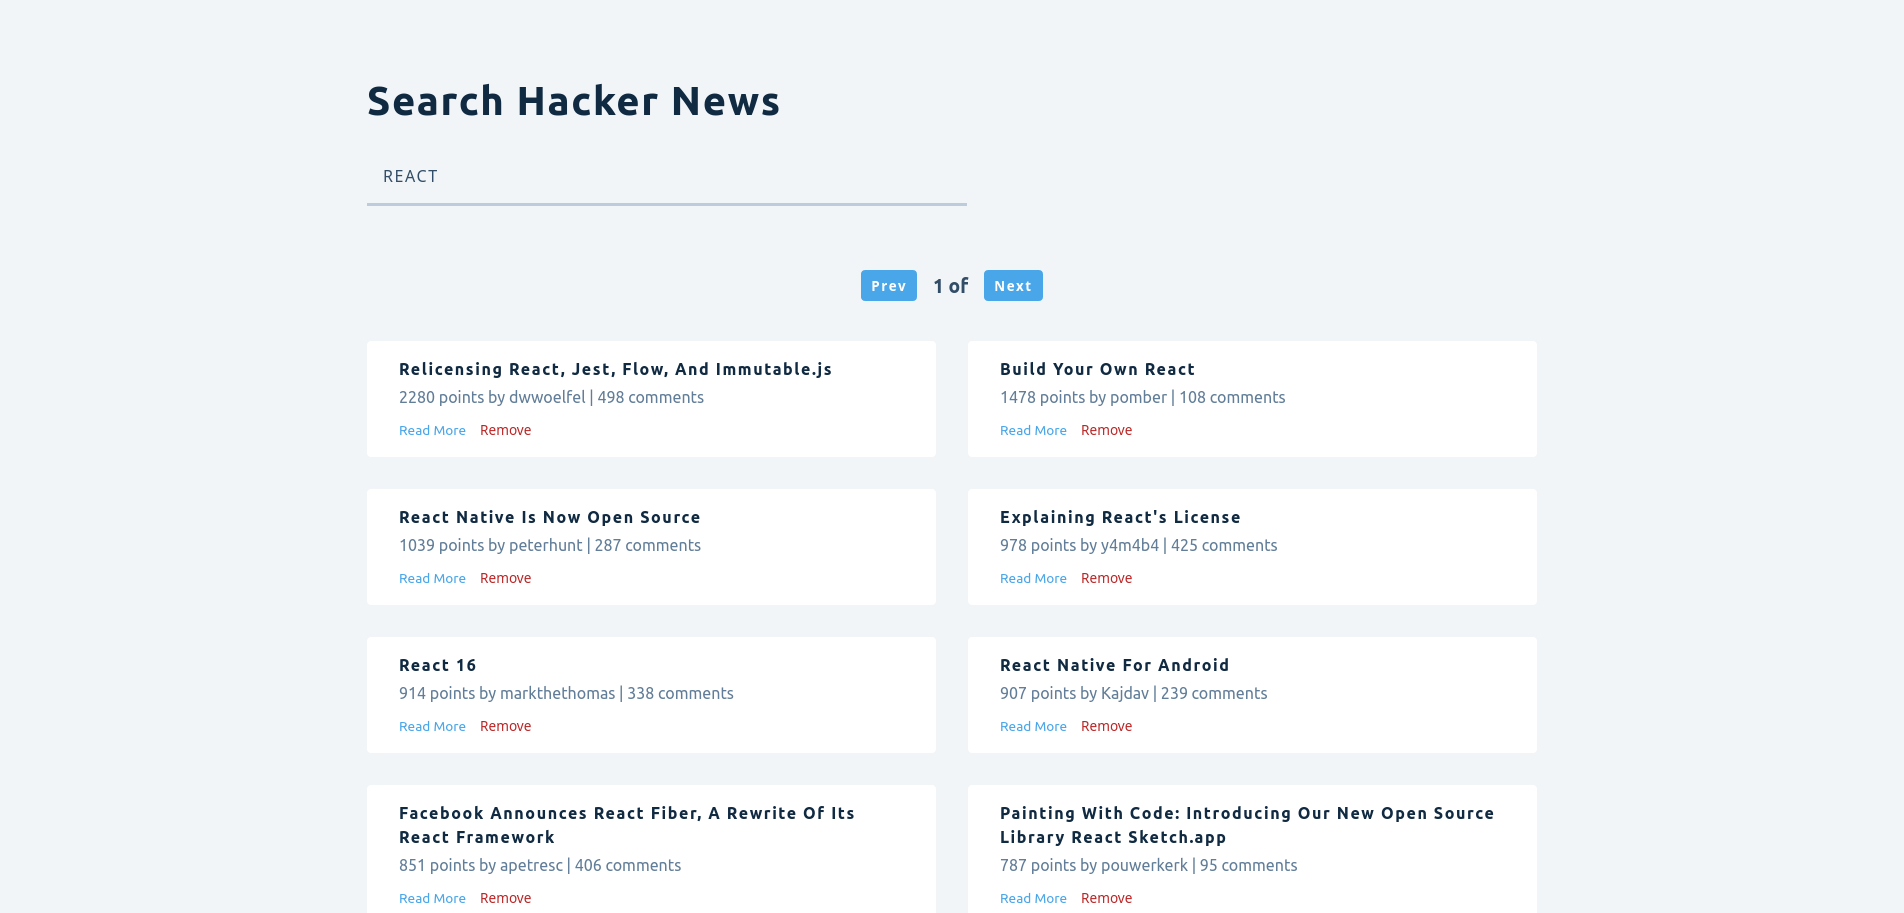 Search Hacker News
REACT
Prev 1 of Next
Relicensing React, Jest, Flow, And Immutable.js
2280 points by dwwoelfel | 498 comments
Read More Remove
Build Your Own React
1478 points by pomber | 108 comments
Read More Remove
React Native Is Now Open Source
1039 points by peterhunt | 287 comments
Read More Remove
Explaining React's License
978 points by y4m4b4 | 425 comments
Read More Remove
React 16
914 points by markthethomas | 338 comments
Read More Remove
React Native For Android
907 points by Kajdav | 239 comments
Read More Remove
Facebook Announces React Fiber, A Rewrite Of Its
React Framework
851 points by apetresc | 406 comments
Read More Remove
Painting With Code: Introducing Our New Open Source
Library React Sketch.app
787 points by pouwerkerk | 95 comments
Read More Remove